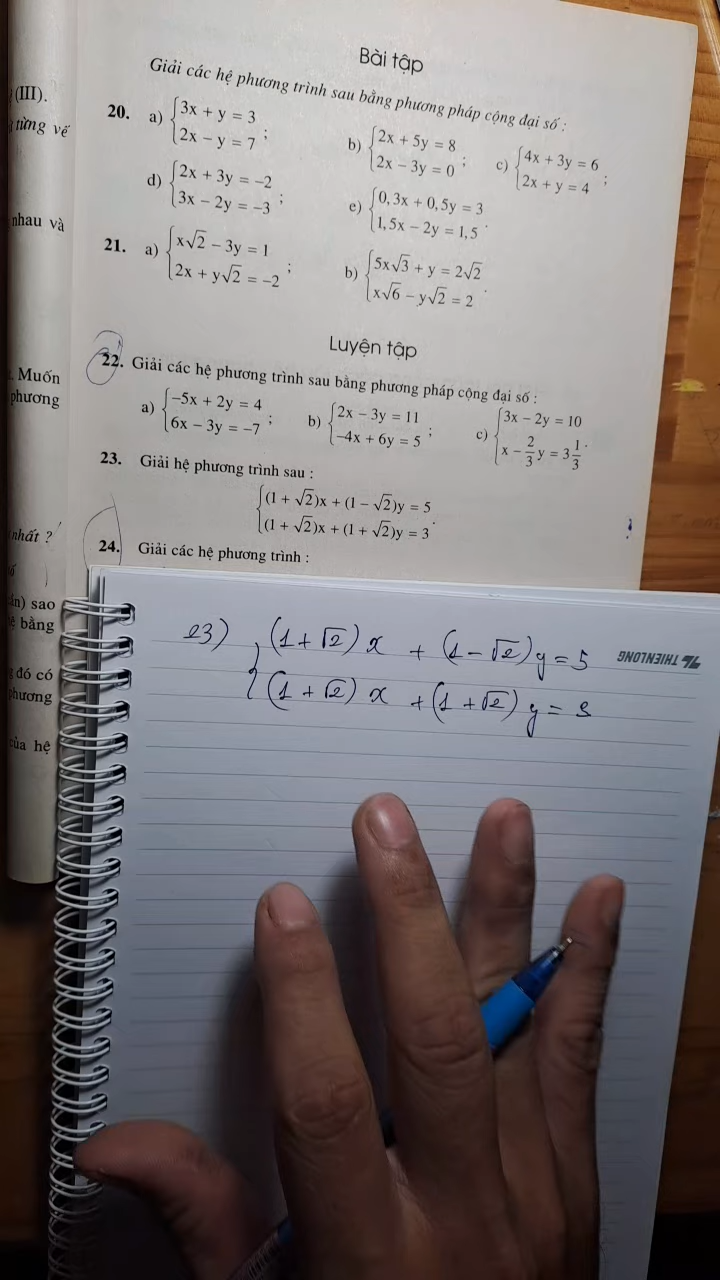 Bài tập
Giải các hệ phương trình sau bằng phương pháp cộng đại số :
20. a) {3x + y = 3
2x − y = 7 ;
b) {2x + 5y = 8
2x − 3y = 0 ;
c) {4x + 3y = 6
2x + y = 4 ;
d) {2x + 3y = −2
3x − 2y = −3 ;
e) {0,3x + 0,5y = 3
1,5x − 2y = 1,5 .
21. a) {x√2 − 3y = 1
2x + y√2 = −2 ;
b) {5x√3 + y = 2√2
x√6 − y√2 = 2 .
Luyện tập
22. Giải các hệ phương trình sau bằng phương pháp cộng đại số :
a) {−5x + 2y = 4
6x − 3y = −7 ;
b) {2x − 3y = 11
−4x + 6y = 5 ;
c) {3x − 2y = 10
x − 2/3 y = 3 1/3 .
23. Giải hệ phương trình sau :
{(1 + √2)x + (1 − √2)y = 5
(1 + √2)x + (1 + √2)y = 3 .
24. Giải các hệ phương trình :
(III).
từng vế
nhau và
Muốn
phương
nhất ?
sao
bằng
đó có
phương
của hệ
THIENLONG
23) {(1 + √2) x + (1 − √2) y = 5
(1 + √2) x + (1 + √2) y = 3